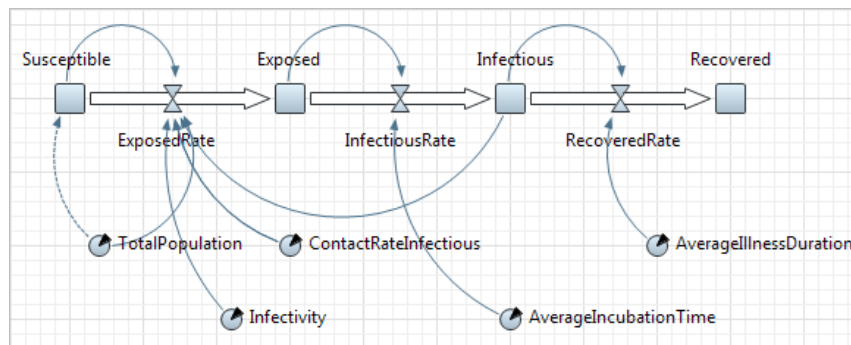 Susceptible
Exposed
Infectious
Recovered
ExposedRate
InfectiousRate
RecoveredRate
TotalPopulation
ContactRateInfectious
AverageIllnessDuration
Infectivity
AverageIncubationTime